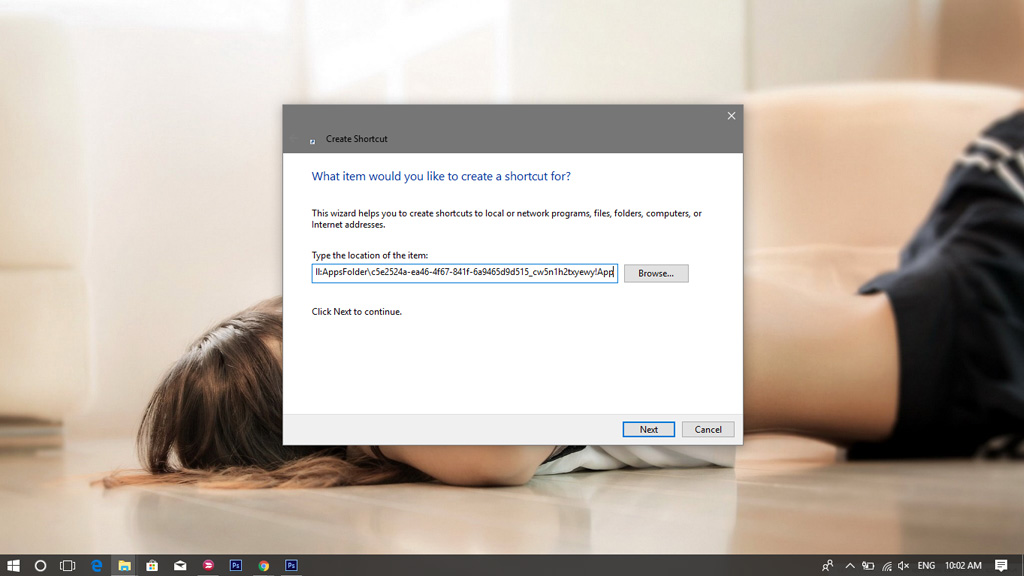 Create Shortcut
What item would you like to create a shortcut for?
This wizard helps you to create shortcuts to local or network programs, files, folders, computers, or
Internet addresses.
Type the location of the item:
ll:AppsFolder\c5e2524a-ea46-4f67-841f-6a9465d9d515_cw5n1h2txyewy!App
Browse...
Click Next to continue.
Next
Cancel
e
Ps
Ps
ENG
10:02 AM